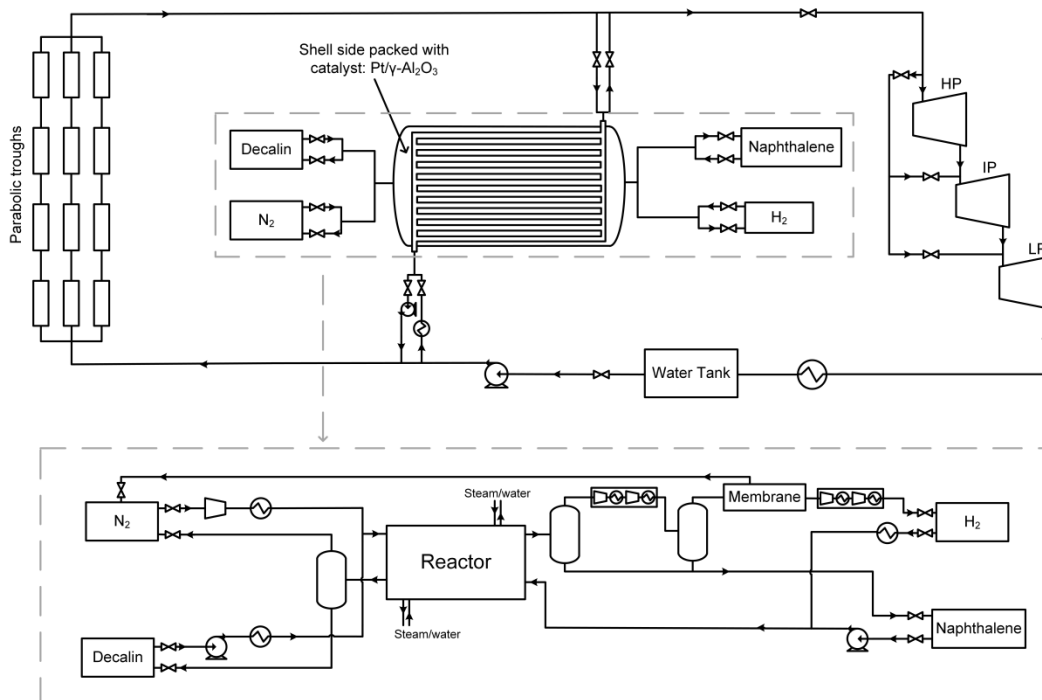 Shell side packed with
catalyst: Pt/γ-Al₂O₃
HP
Decalin
Naphthalene
IP
Parabolic troughs
N₂
H₂
Water Tank
Steam/water
Membrane
N₂
H₂
Reactor
Steam/water
Naphthalene
Decalin